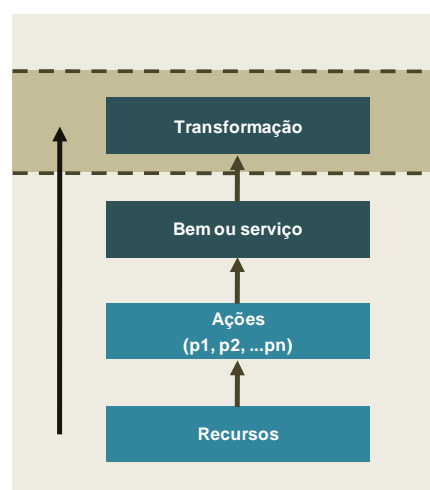 Transformação
Bem ou serviço
Ações
(p1, p2, ...pn)
Recursos